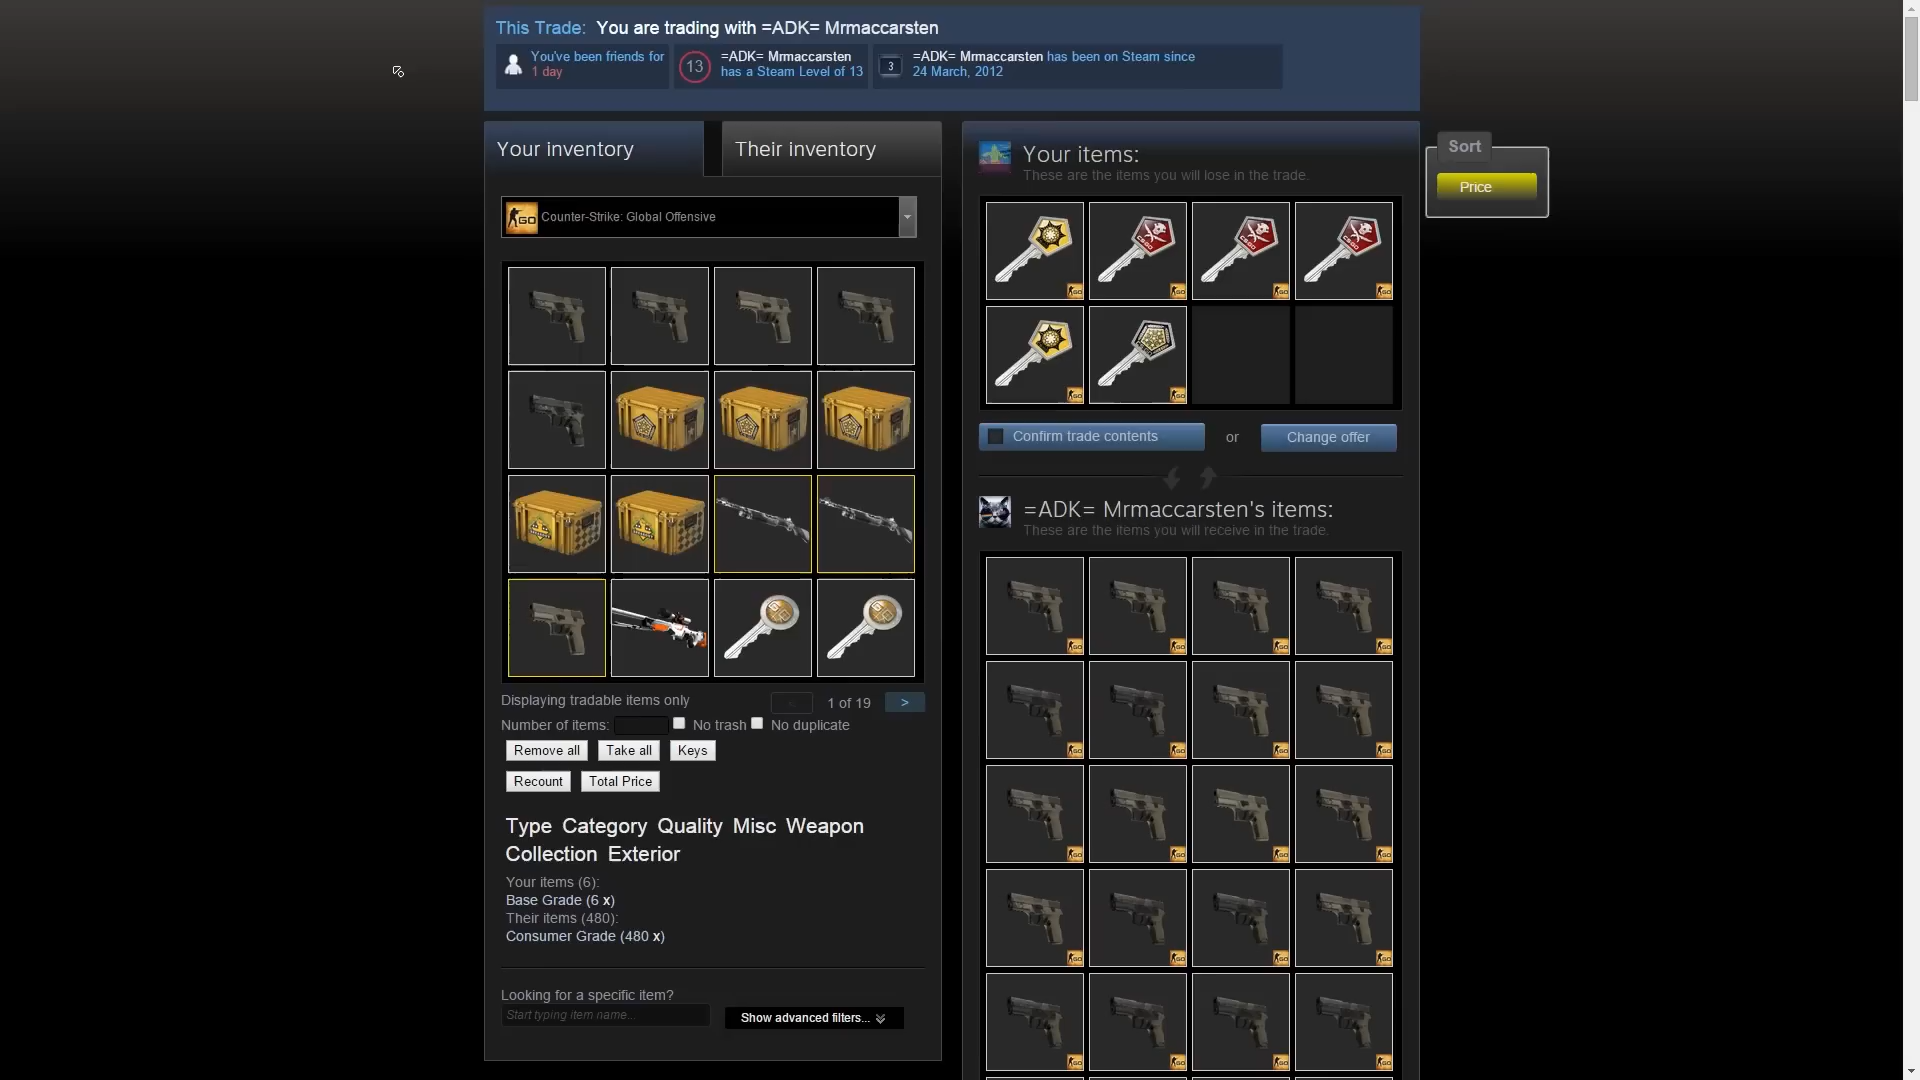 This Trade: You are trading with =ADK= Mrmaccarsten
You've been friends for
1 day
13
=ADK= Mrmaccarsten
has a Steam Level of 13
3
=ADK= Mrmaccarsten has been on Steam since
24 March, 2012
Your inventory
Their inventory
Counter-Strike: Global Offensive
Displaying tradable items only
1 of 19
>
Number of items:
No trash
No duplicate
Remove all
Take all
Keys
Recount
Total Price
Type Category Quality Misc Weapon
Collection Exterior
Your items (6):
Base Grade (6 x)
Their items (480):
Consumer Grade (480 x)
Looking for a specific item?
Start typing item name...
Show advanced filters...
Your items:
These are the items you will lose in the trade.
Confirm trade contents
or
Change offer
=ADK= Mrmaccarsten's items:
These are the items you will receive in the trade.
Sort
Price